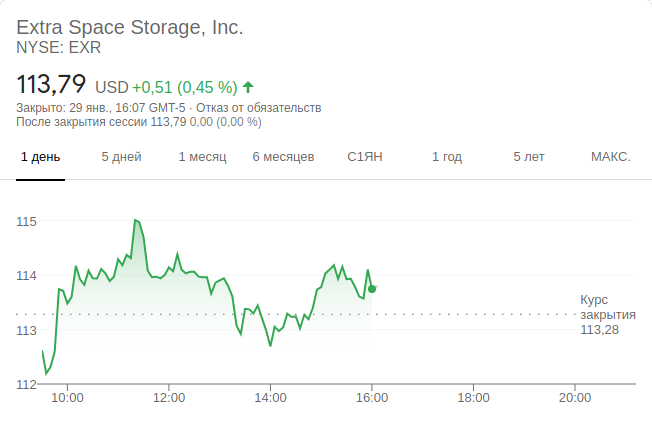 Extra Space Storage, Inc.
NYSE: EXR
113,79 USD +0,51 (0,45 %)
Закрыто: 29 янв., 16:07 GMT-5 · Отказ от обязательств
После закрытия сессии 113,79 0,00 (0,00 %)
1 день 5 дней 1 месяц 6 месяцев С1ЯН 1 год 5 лет МАКС.
115
114
Курс
закрытия
113,28
113
112
10:00 12:00 14:00 16:00 18:00 20:00